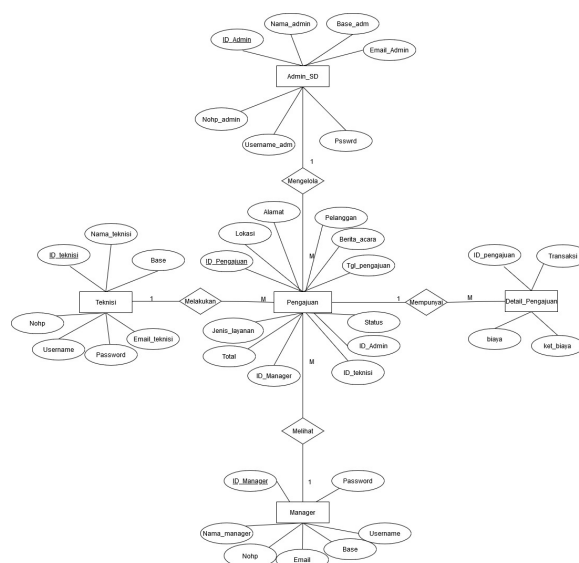 Nama_admin
Base_adm
ID_Admin
Email_Admin
Admin_SD
Nohp_admin
Username_adm
Psswrd
1
Mengelola
Alamat
Pelanggan
Lokasi
Berita_acara
Nama_teknisi
ID_teknisi
Base
ID_Pengajuan
M
Tgl_pengajuan
ID_pengajuan
Transaksi
Teknisi
1
Melakukan
M
Pengajuan
1
Mempunyai
M
Detail_Pengajuan
Nohp
Username
Password
Email_teknisi
Jenis_layanan
Status
Total
ID_Admin
ID_Manager
M
ID_teknisi
biaya
ket_biaya
Melihat
ID_Manager
1
Password
Manager
Nama_manager
Username
Nohp
Email
Base